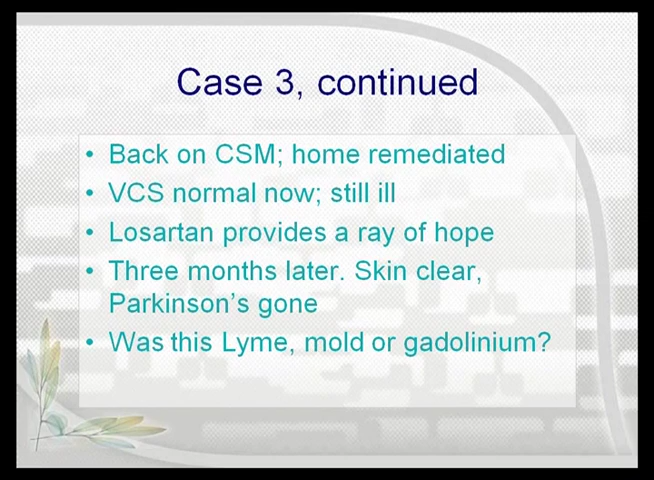 Case 3, continued
• Back on CSM; home remediated
• VCS normal now; still ill
• Losartan provides a ray of hope
• Three months later. Skin clear,
Parkinson's gone
• Was this Lyme, mold or gadolinium?